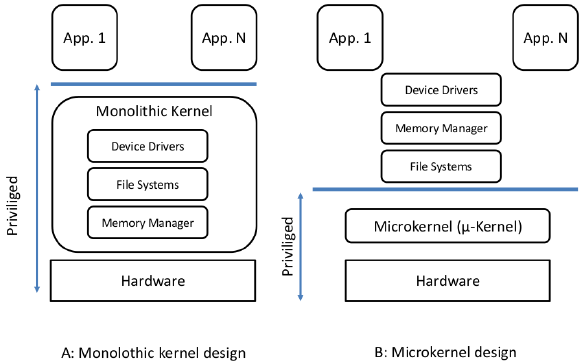 App. 1
App. N
Priviliged
Monolithic Kernel
Device Drivers
File Systems
Memory Manager
Hardware
A: Monolothic kernel design
App. 1
App. N
Device Drivers
Memory Manager
File Systems
Priviliged
Microkernel (μ-Kernel)
Hardware
B: Microkernel design